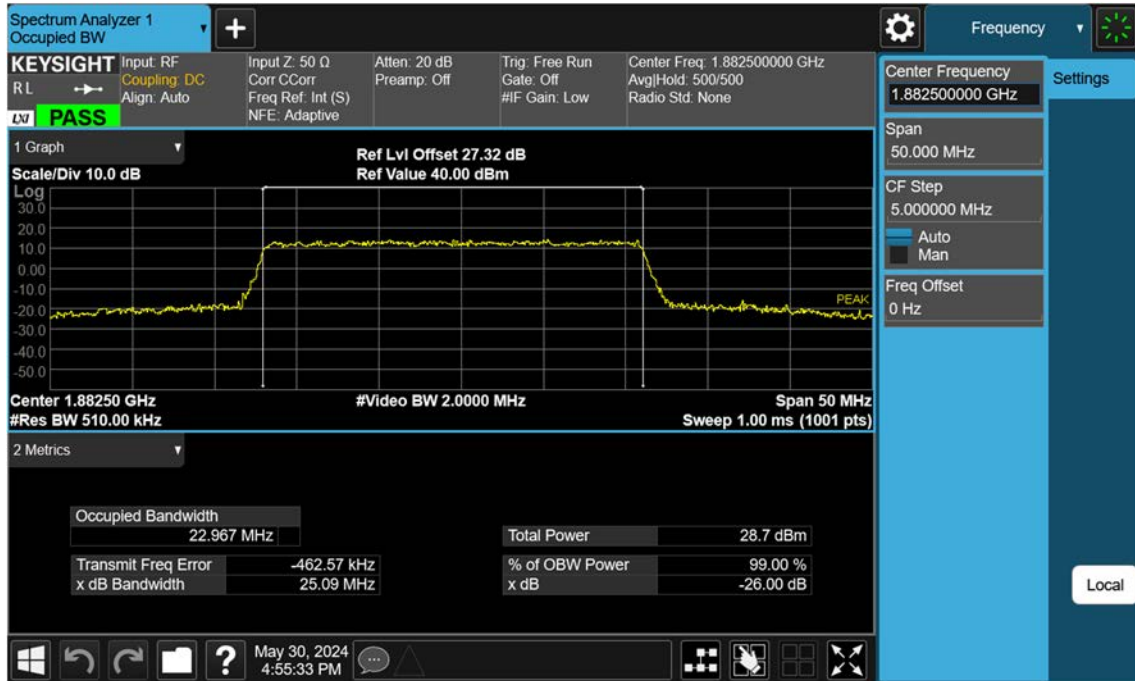 Spectrum Analyzer 1
Occupied BW
Frequency
KEYSIGHT
R L
LXI
PASS
Input: RF
Coupling: DC
Align: Auto
Input Z: 50 Ω
Corr CCorr
Freq Ref: Int (S)
NFE: Adaptive
Atten: 20 dB
Preamp: Off
Trig: Free Run
Gate: Off
#IF Gain: Low
Center Freq: 1.882500000 GHz
Avg|Hold: 500/500
Radio Std: None
Center Frequency
1.882500000 GHz
Settings
Span
50.000 MHz
CF Step
5.000000 MHz
Auto
Man
Freq Offset
0 Hz
Local
1 Graph
Scale/Div 10.0 dB
Ref Lvl Offset 27.32 dB
Ref Value 40.00 dBm
Log
30.0
20.0
10.0
0.00
-10.0
-20.0
-30.0
-40.0
-50.0
PEAK
Center 1.88250 GHz
#Video BW 2.0000 MHz
Span 50 MHz
#Res BW 510.00 kHz
Sweep 1.00 ms (1001 pts)
2 Metrics
Occupied Bandwidth
22.967 MHz
Total Power 28.7 dBm
Transmit Freq Error -462.57 kHz
% of OBW Power 99.00 %
x dB Bandwidth 25.09 MHz
x dB -26.00 dB
?
May 30, 2024
4:55:33 PM